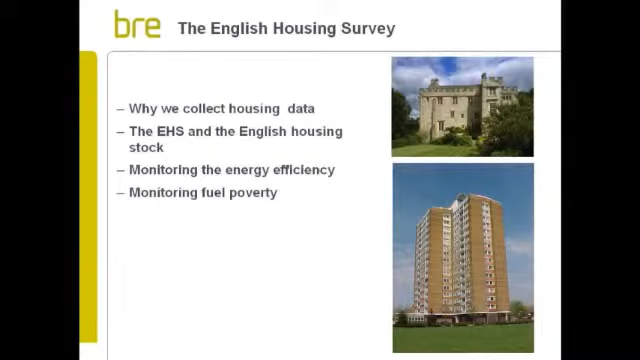 bre
The English Housing Survey
– Why we collect housing data
– The EHS and the English housing
stock
– Monitoring the energy efficiency
– Monitoring fuel poverty